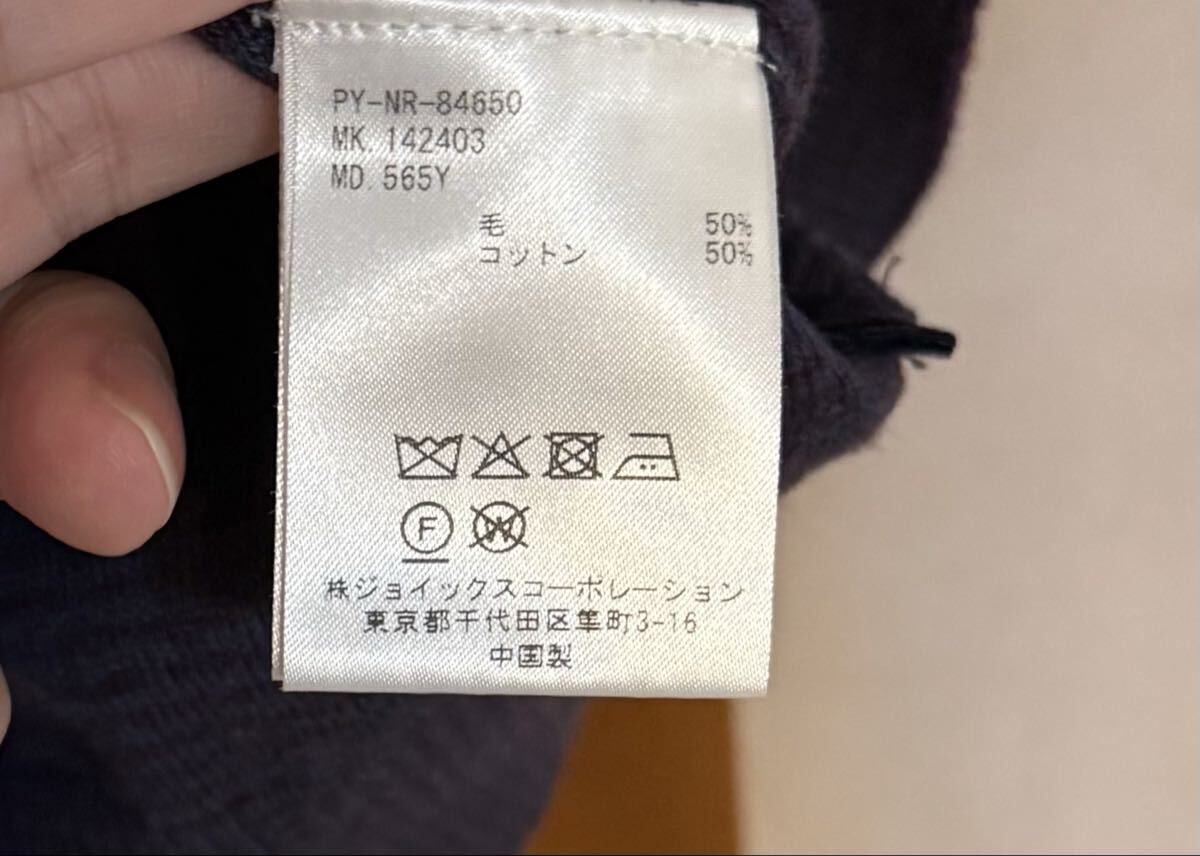 PY-NR-84650
MK. 142403
MD. 565Y
毛 50%
コットン 50%
F W
株ジョイックスコーポレーション
東京都千代田区隼町3-16
中国製